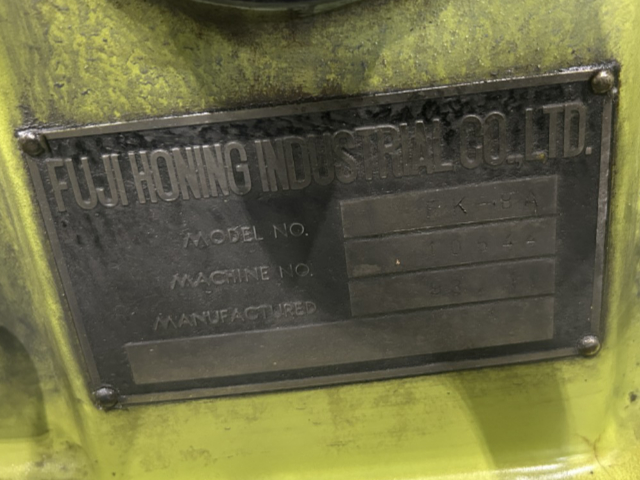 FUJI HONING INDUSTRIAL CO., LTD.
MODEL NO.
MACHINE NO.
MANUFACTURED